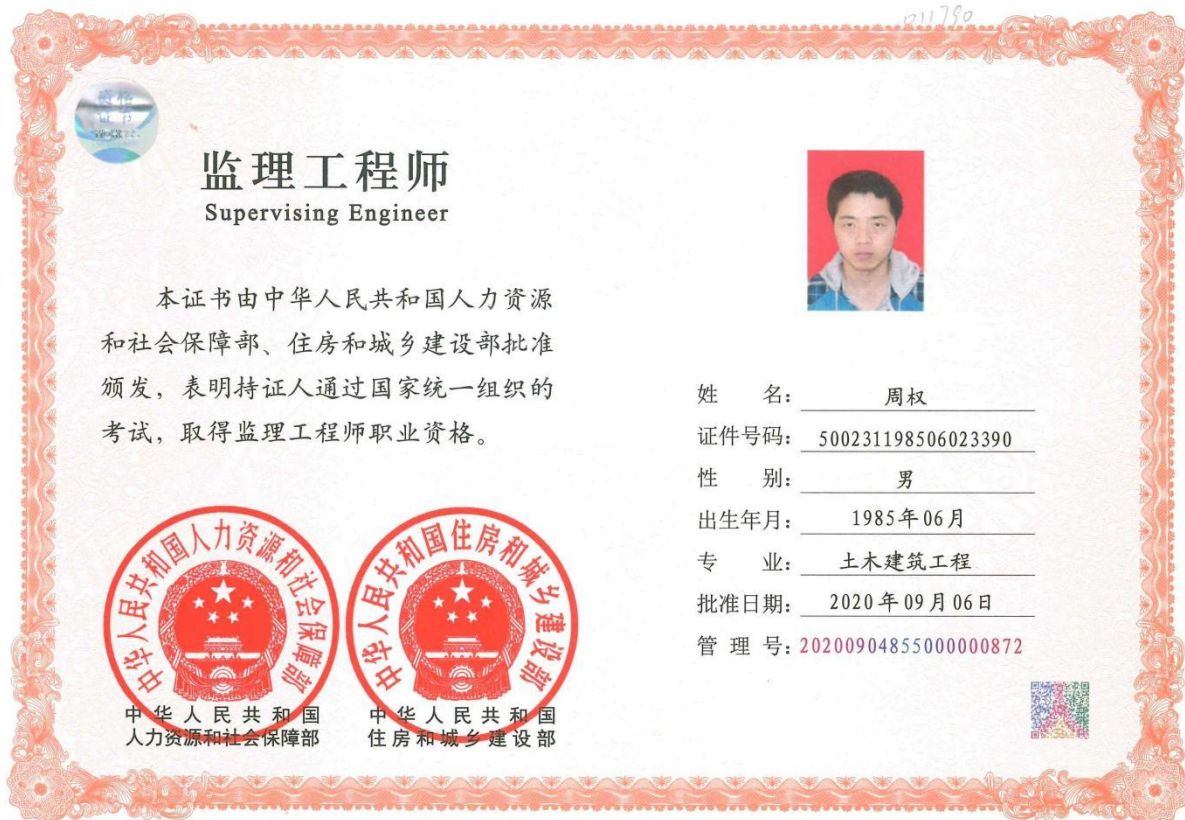 监理工程师
Supervising Engineer
本证书由中华人民共和国人力资源
和社会保障部、住房和城乡建设部批准
颁发，表明持证人通过国家统一组织的
考试，取得监理工程师职业资格。
姓 名： 周权
证件号码： 500231198506023390
性 别： 男
出生年月： 1985年06月
专 业： 土木建筑工程
批准日期： 2020年09月06日
管 理 号： 20200904855000000872
中华人民共和国人力资源和社会保障部
中华人民共和国住房和城乡建设部
中华人民共和国
人力资源和社会保障部
中华人民共和国
住房和城乡建设部